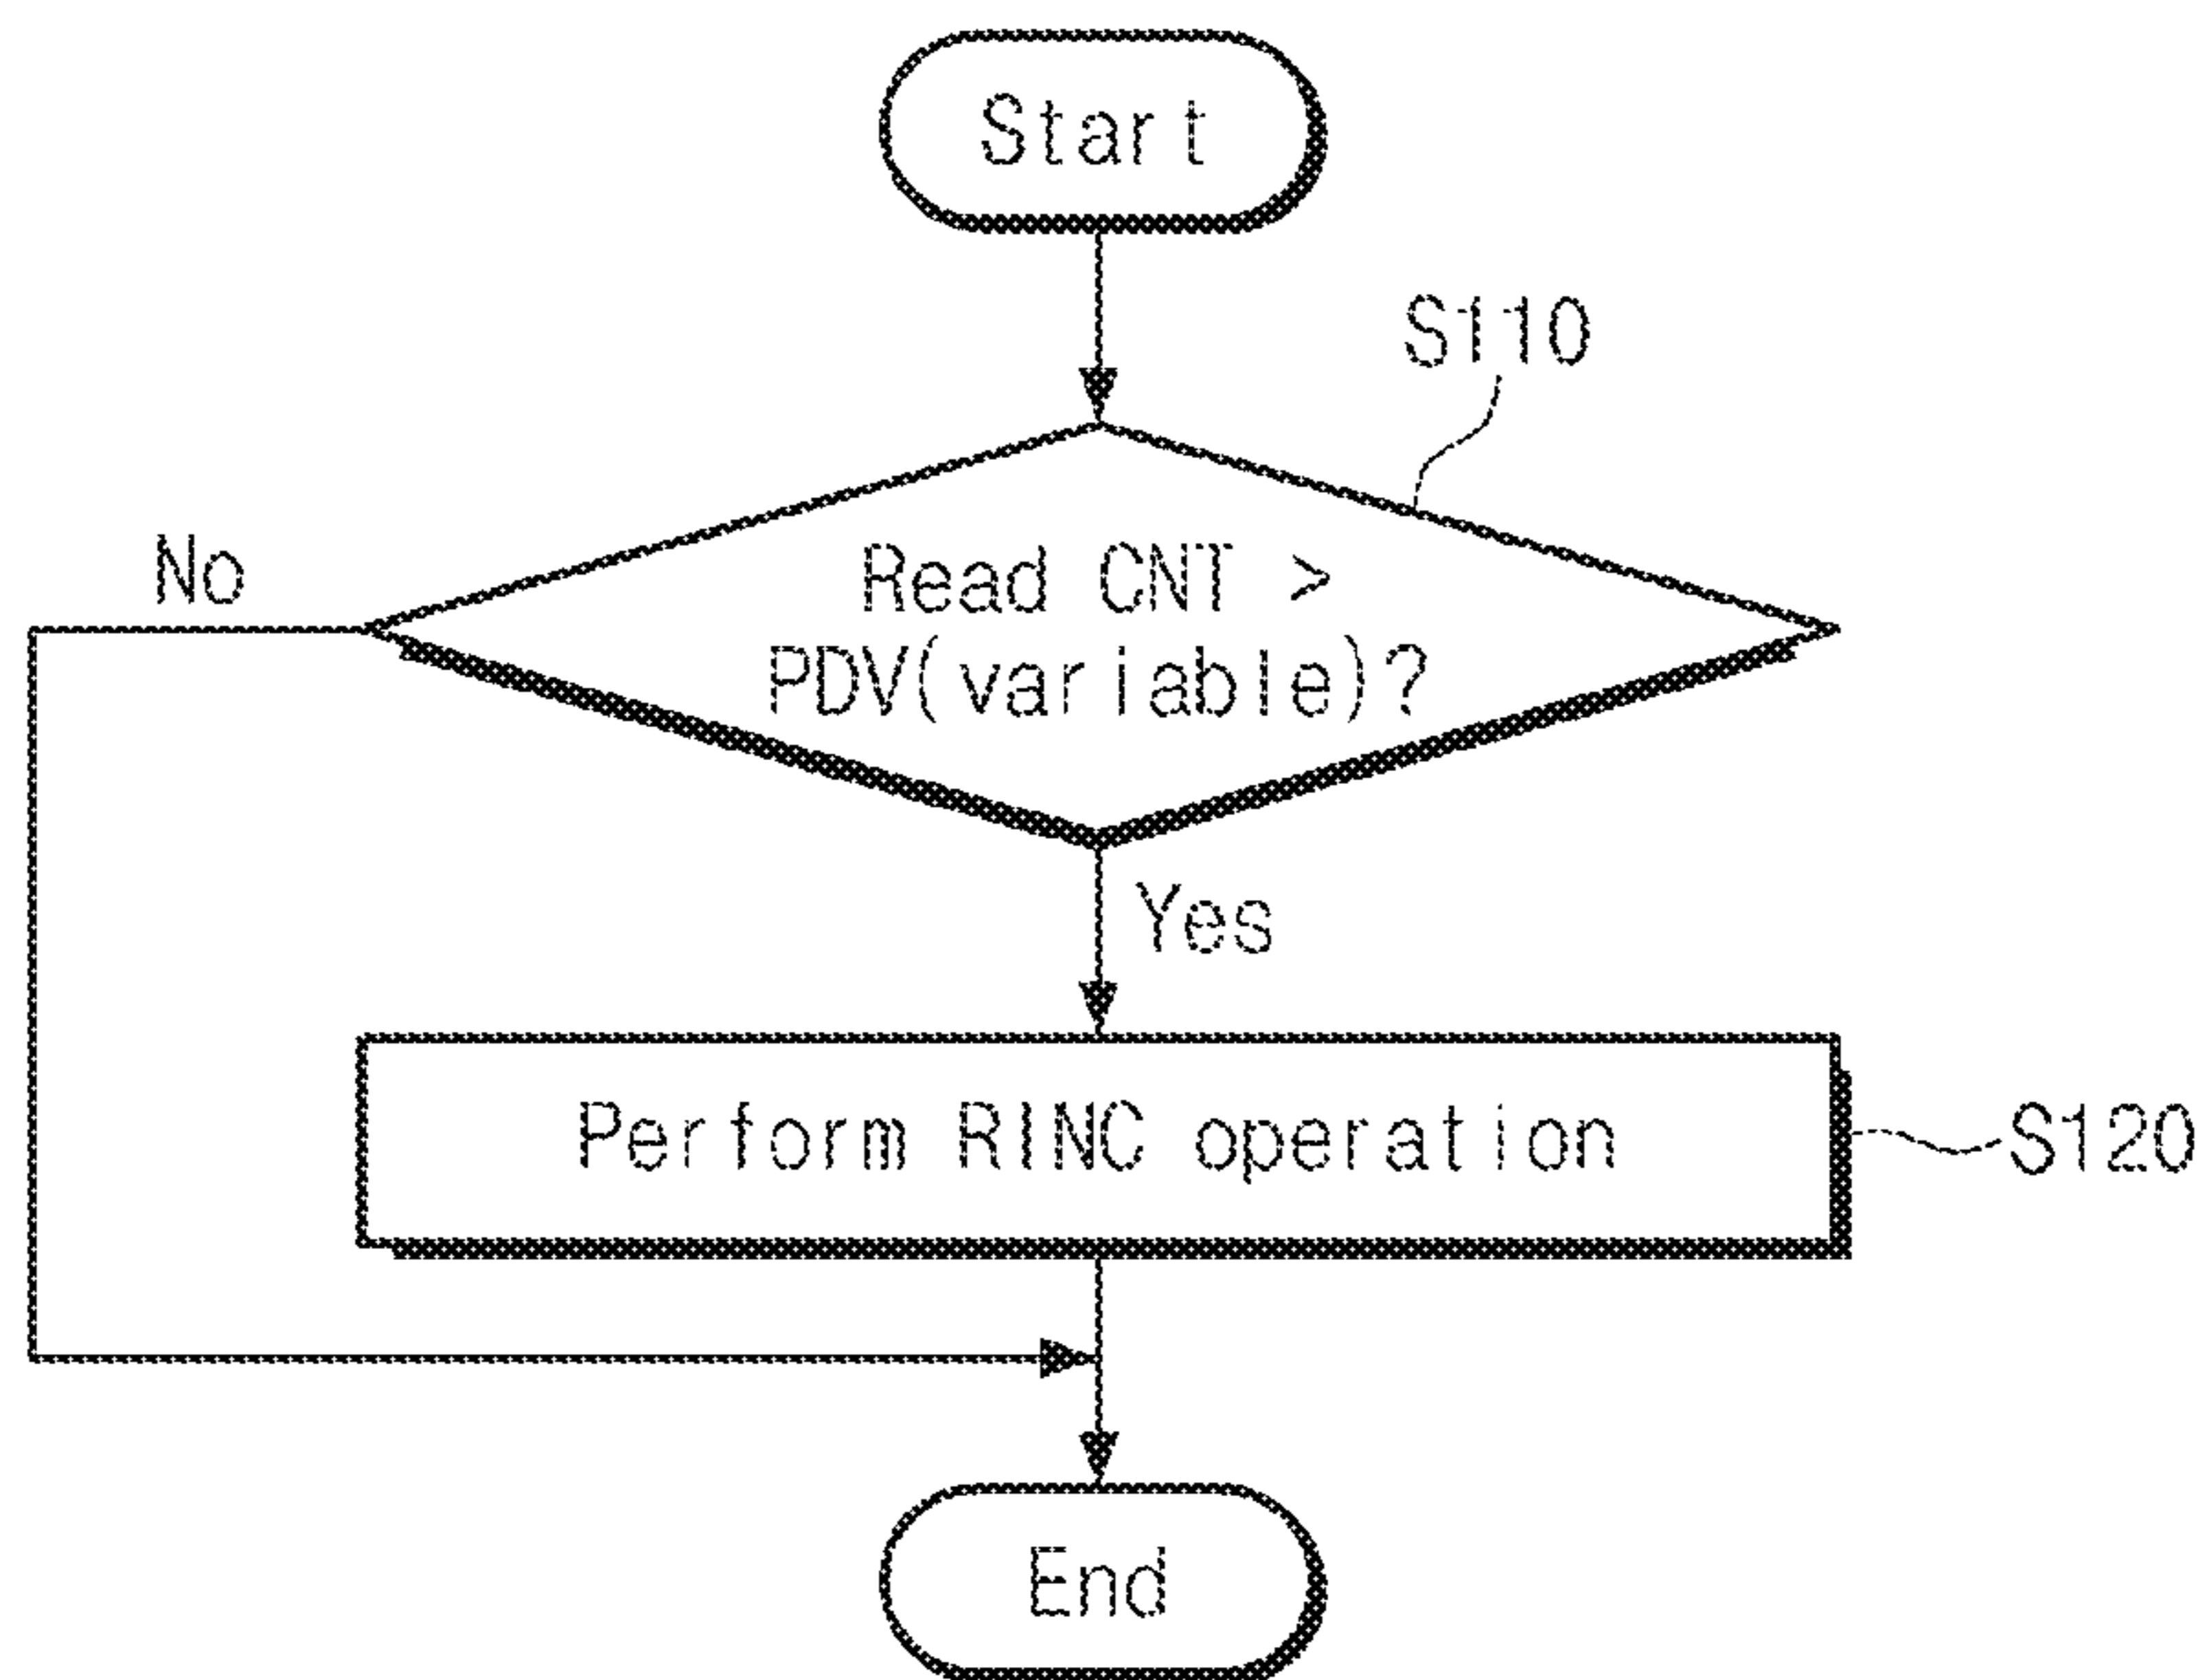 Start
S110
No
Read CNT >
PDV(variable)?
Yes
Perform RINC operation
S120
End